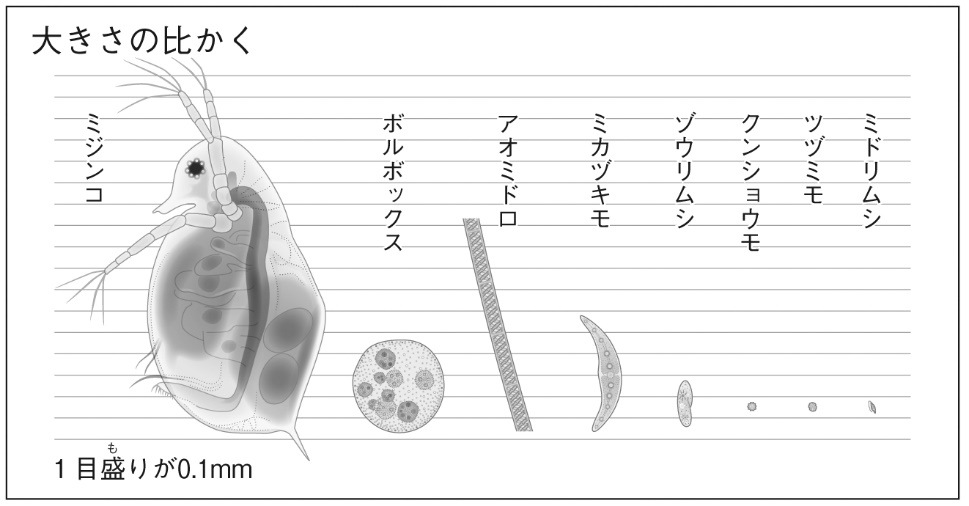 大きさの比かく
ミジンコ
ボルボックス
アオミドロ
ミカヅキモ
ゾウリムシ
クンショウモ
ツヅミモ
ミドリムシ
も
1目盛りが0.1mm